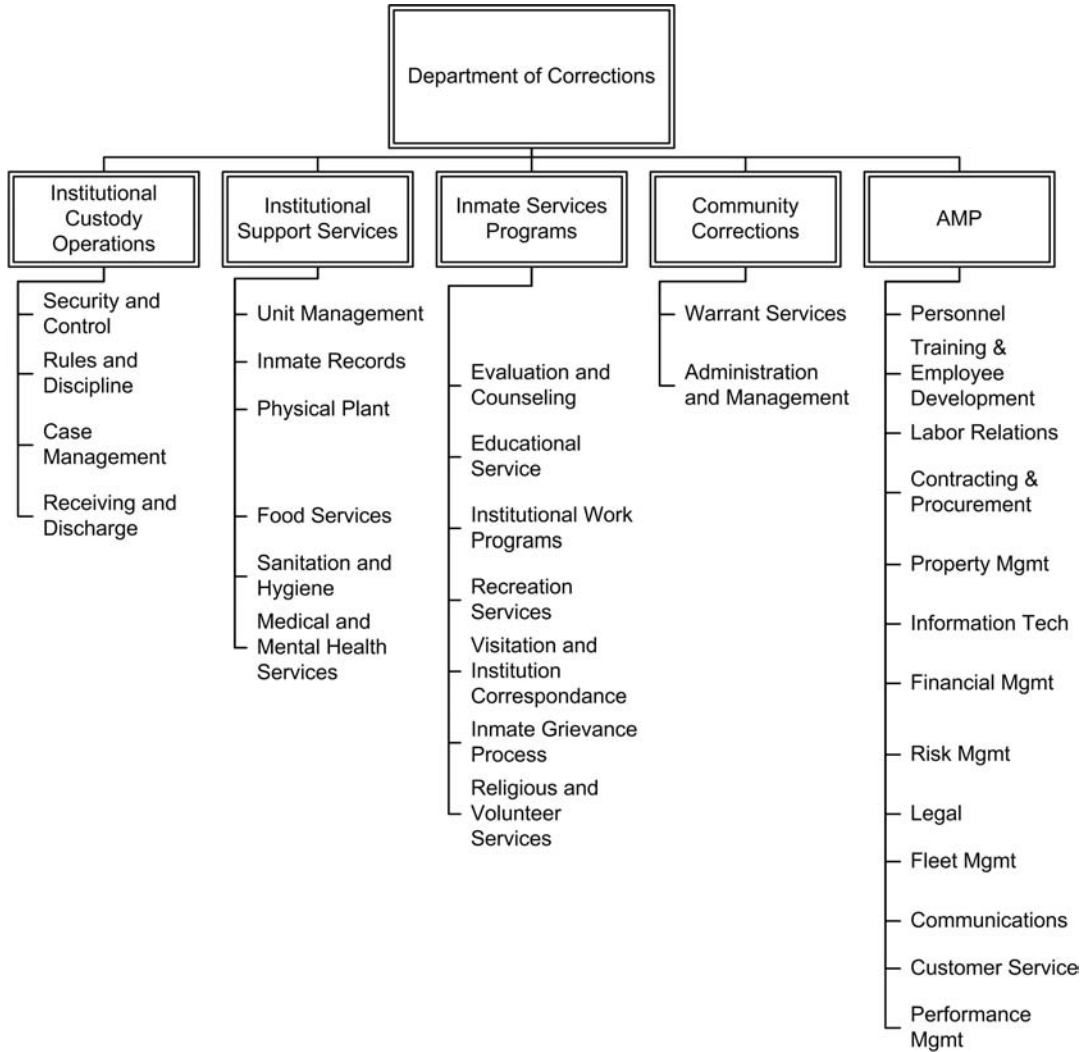 Department of Corrections
Institutional
Custody
Operations
Institutional
Support Services
Inmate Services
Programs
Community
Corrections
AMP
Security and
Control
Rules and
Discipline
Case
Management
Receiving and
Discharge
Unit Management
Inmate Records
Physical Plant
Food Services
Sanitation and
Hygiene
Medical and
Mental Health
Services
Evaluation and
Counseling
Educational
Service
Institutional Work
Programs
Recreation
Services
Visitation and
Institution
Correspondance
Inmate Grievance
Process
Religious and
Volunteer
Services
Warrant Services
Administration
and Management
Personnel
Training &
Employee
Development
Labor Relations
Contracting &
Procurement
Property Mgmt
Information Tech
Financial Mgmt
Risk Mgmt
Legal
Fleet Mgmt
Communications
Customer Service
Performance
Mgmt